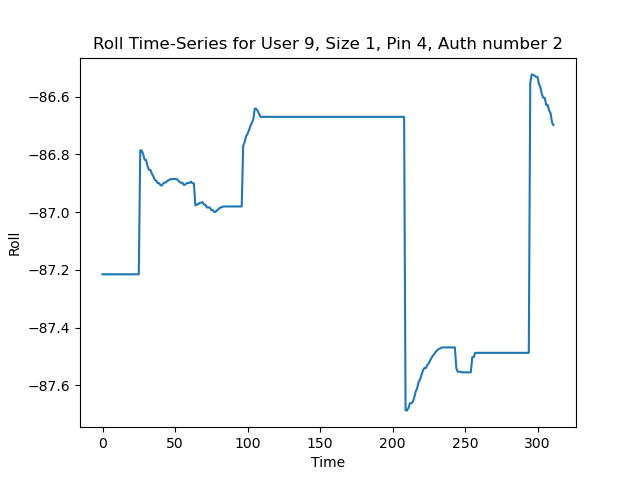 Roll Time-Series for User 9, Size 1, Pin 4, Auth number 2
−86.6
−86.8
−87.0
−87.2
−87.4
−87.6
Roll
0 50 100 150 200 250 300
Time